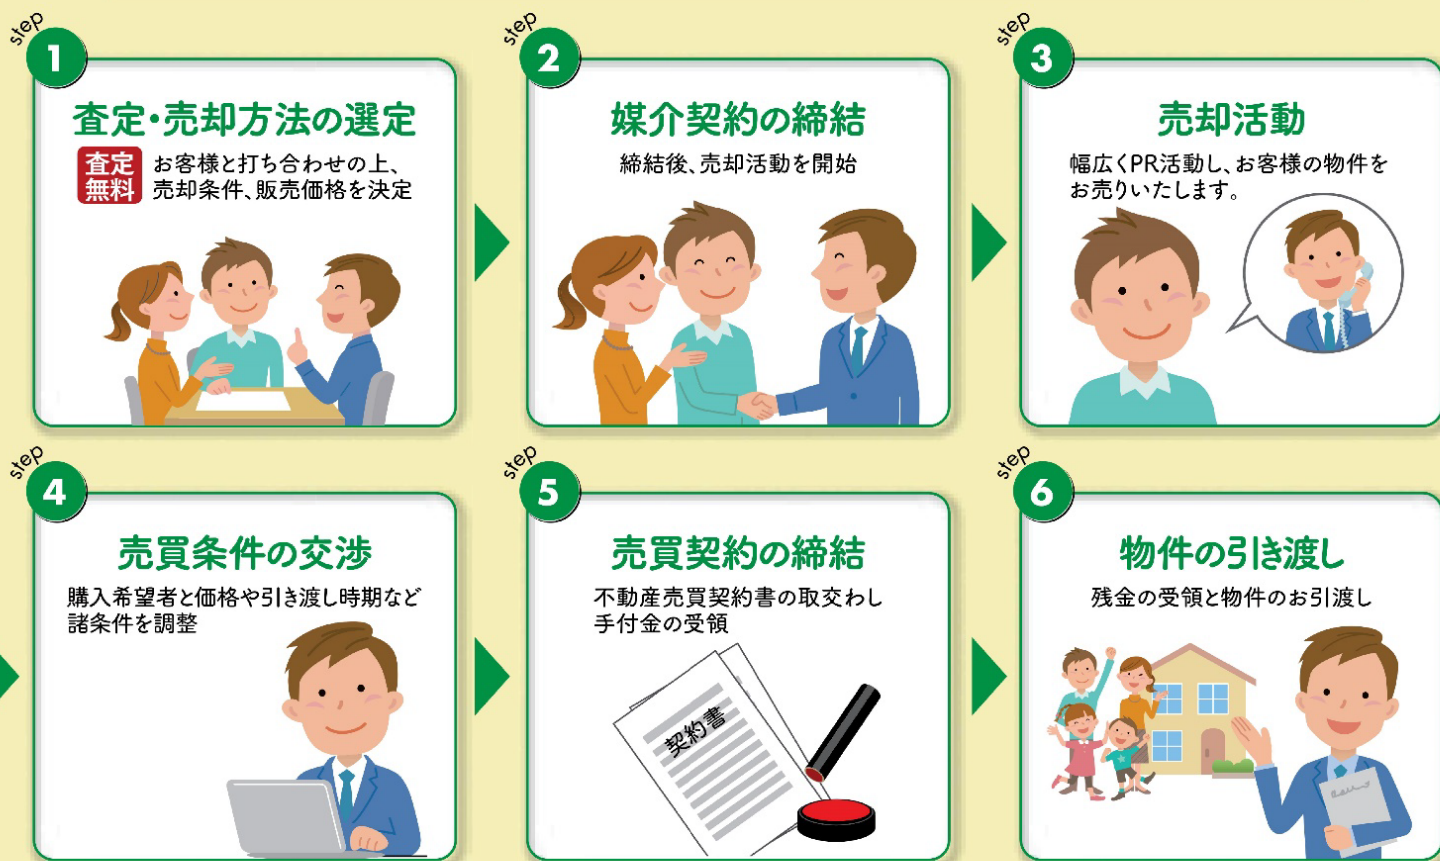 step
1
査定・売却方法の選定
査定
無料
お客様と打ち合わせの上、
売却条件、販売価格を決定
step
2
媒介契約の締結
締結後、売却活動を開始
step
3
売却活動
幅広くPR活動し、お客様の物件を
お売りいたします。
step
4
売買条件の交渉
購入希望者と価格や引き渡し時期など
諸条件を調整
step
5
売買契約の締結
不動産売買契約書の取交わし
手付金の受領
契約書
step
6
物件の引き渡し
残金の受領と物件のお引渡し